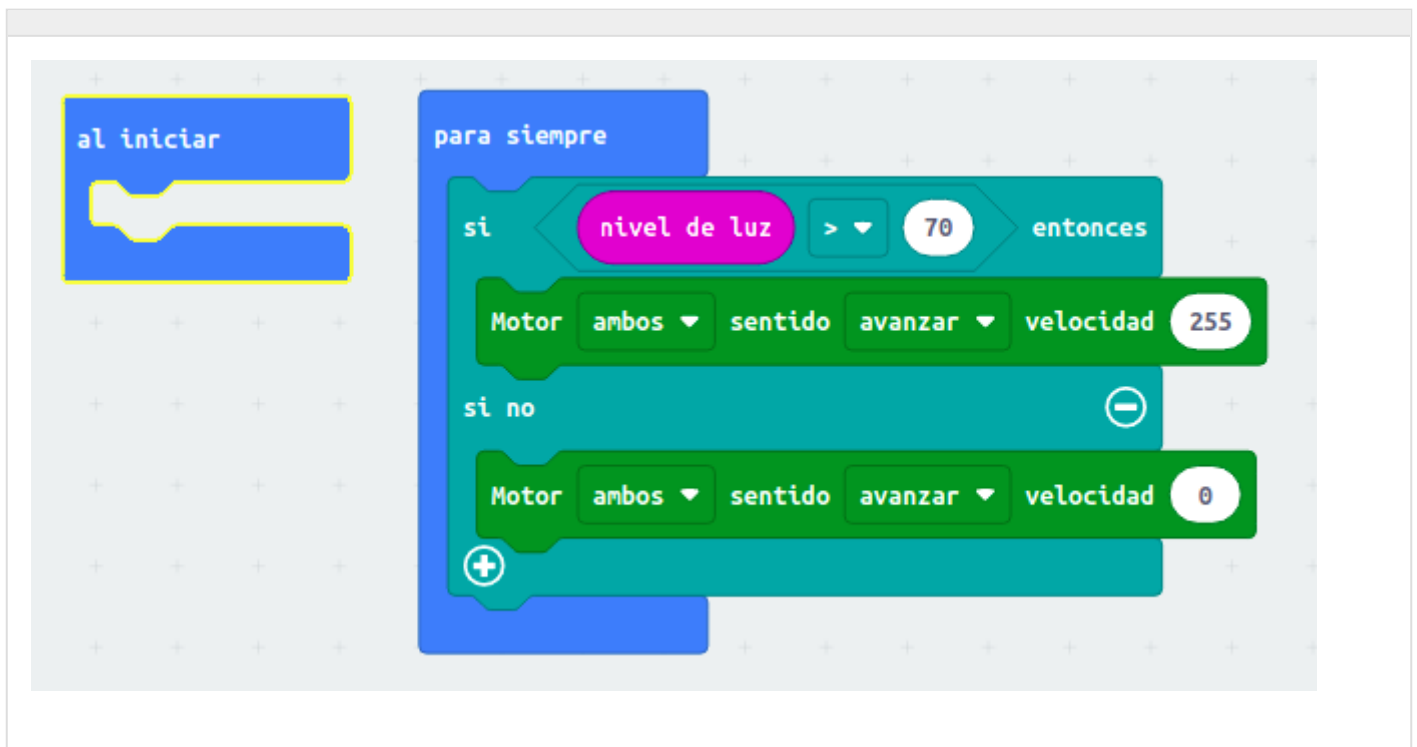 al iniciar
para siempre
si nivel de luz > 70 entonces
Motor ambos sentido avanzar velocidad 255
si no
Motor ambos sentido avanzar velocidad 0